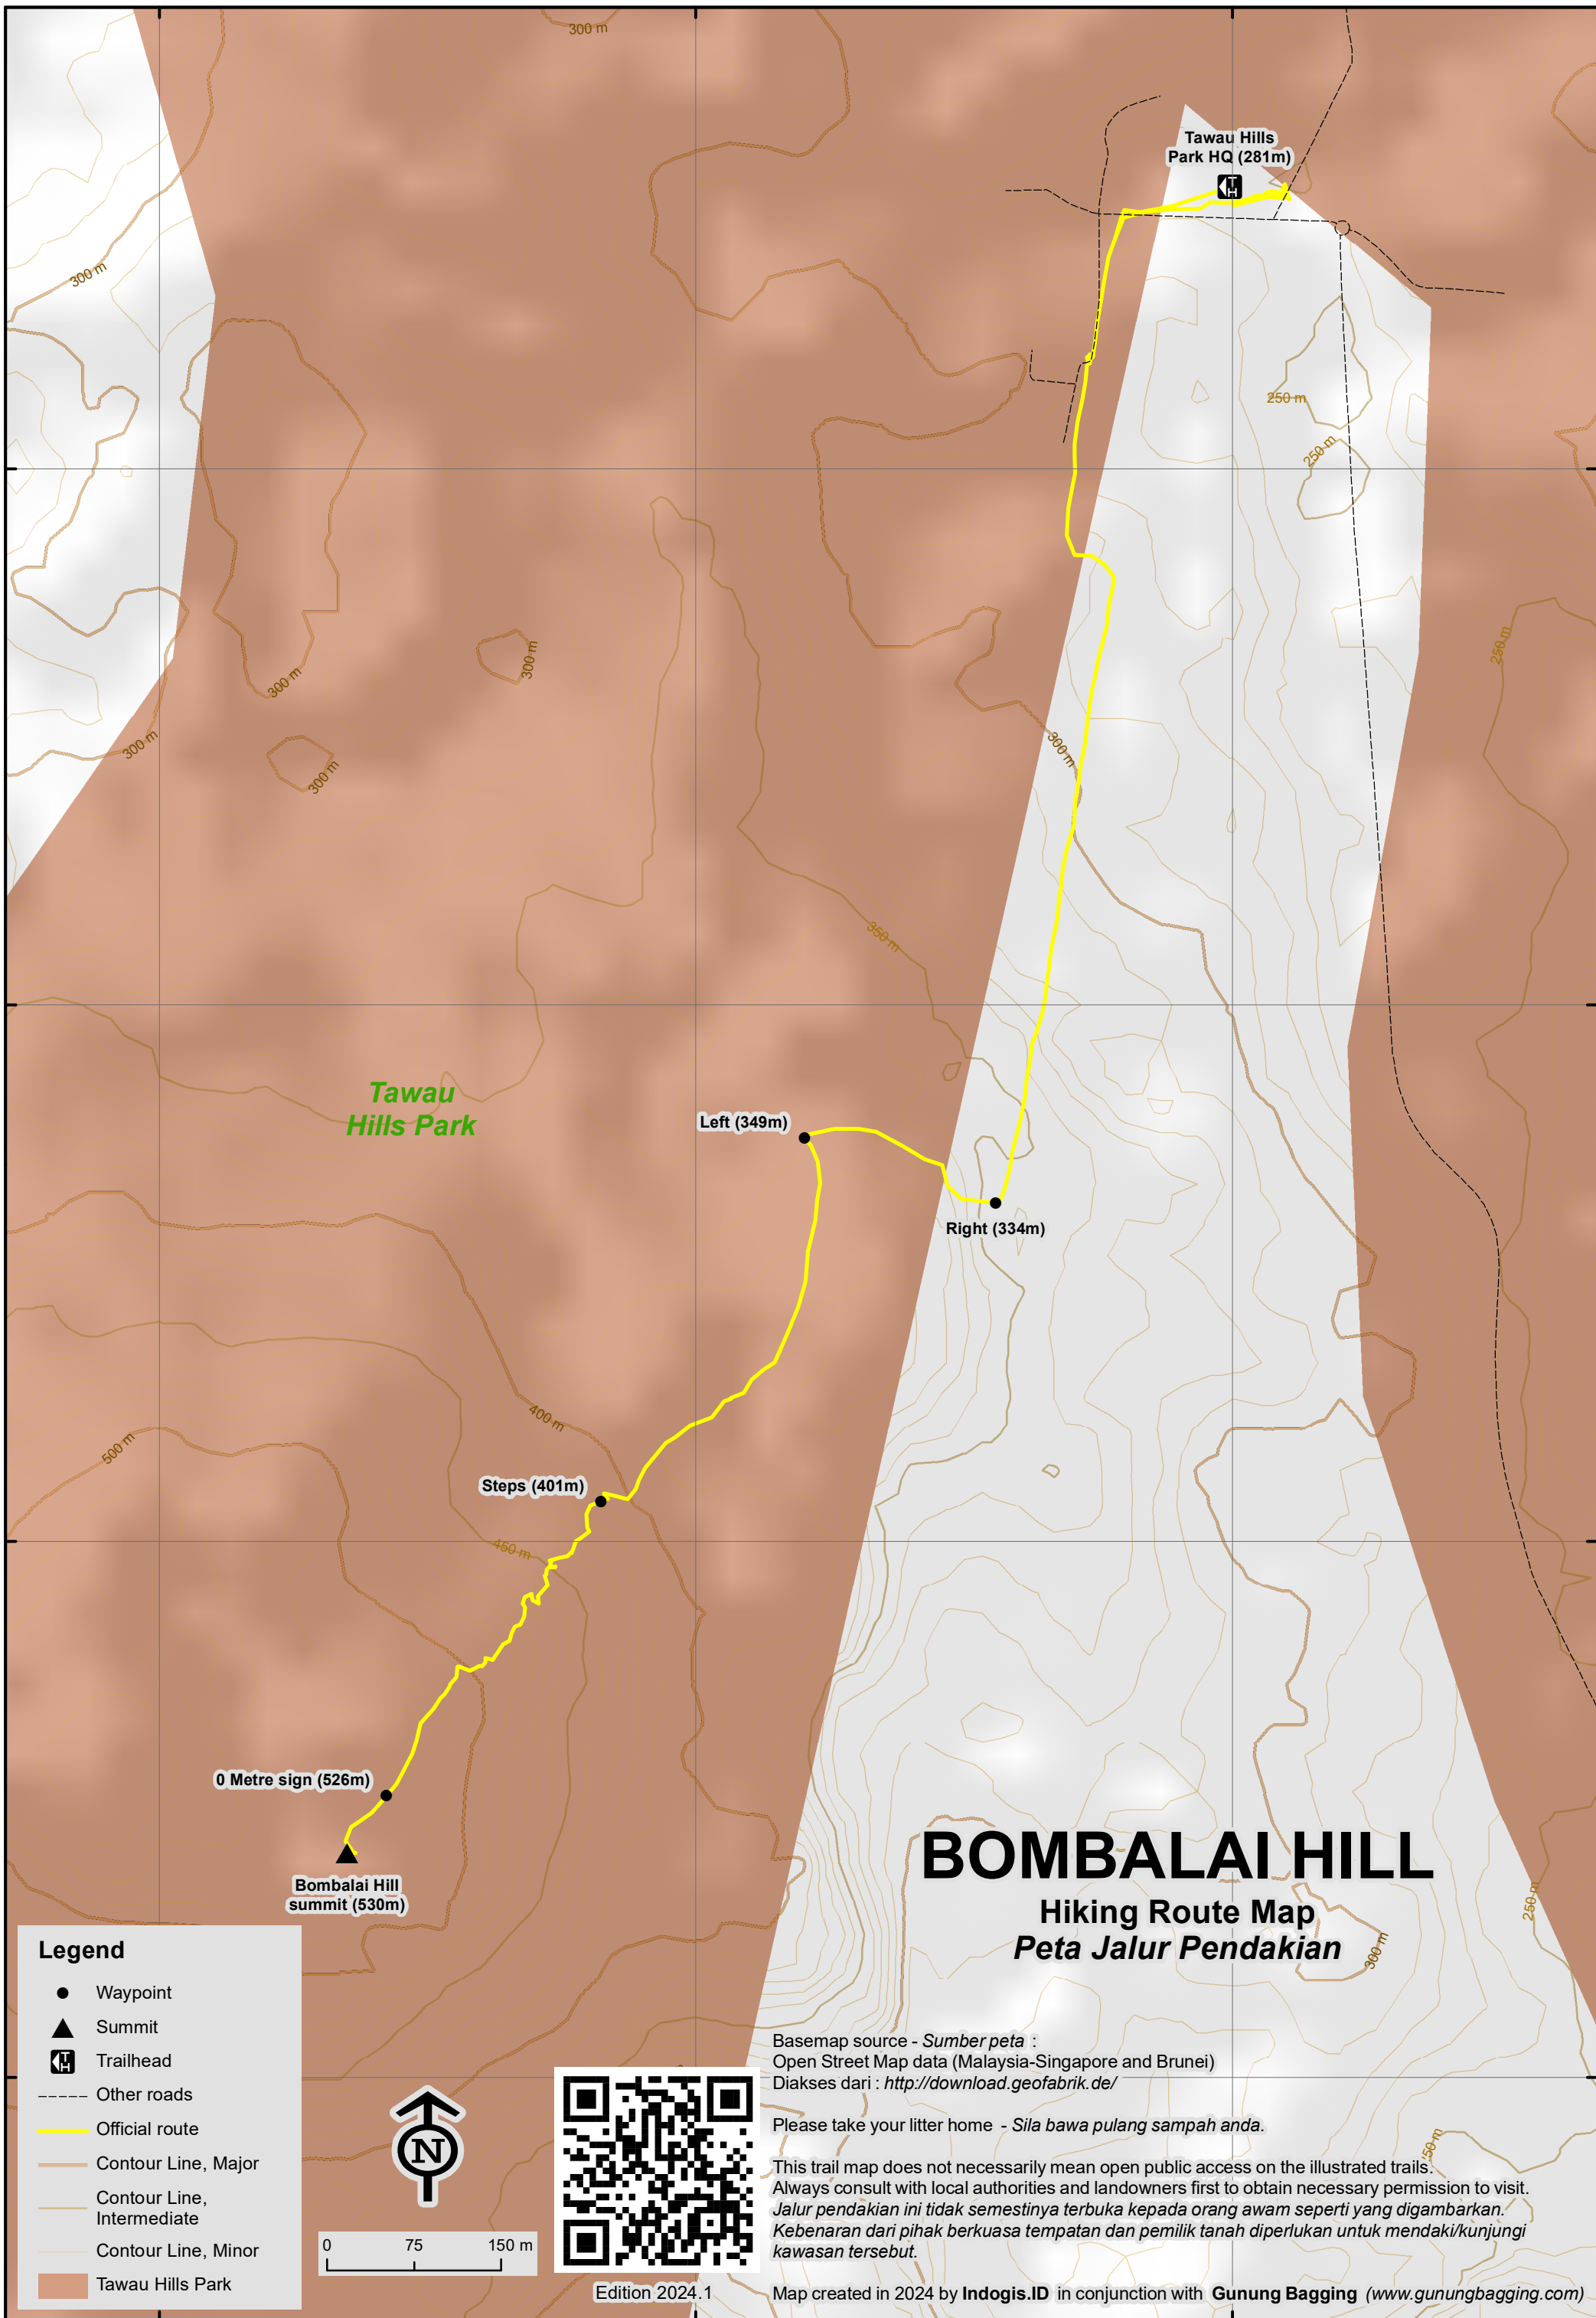 300 m
Tawau Hills
Park HQ (281m)
TH
300 m
250 m
250 m
300 m
300 m
250 m
300 m
300 m
300 m
350 m
Tawau
Hills Park
Left (349m)
Right (334m)
400 m
500 m
Steps (401m)
450 m
0 Metre sign (526m)
Bombalai Hill
summit (530m)
BOMBALAI HILL
Hiking Route Map
Peta Jalur Pendakian
250 m
300 m
Legend
Waypoint
Summit
TH
Trailhead
Other roads
Official route
Contour Line, Major
Contour Line,
Intermediate
Contour Line, Minor
Tawau Hills Park
N
0 75 150 m
Edition 2024.1
Basemap source - Sumber peta :
Open Street Map data (Malaysia-Singapore and Brunei)
Diakses dari : http://download.geofabrik.de/
Please take your litter home - Sila bawa pulang sampah anda.
This trail map does not necessarily mean open public access on the illustrated trails.
Always consult with local authorities and landowners first to obtain necessary permission to visit.
Jalur pendakian ini tidak semestinya terbuka kepada orang awam seperti yang digambarkan.
Kebenaran dari pihak berkuasa tempatan dan pemilik tanah diperlukan untuk mendaki/kunjungi
kawasan tersebut.
Map created in 2024 by Indogis.ID in conjunction with Gunung Bagging (www.gunungbagging.com)